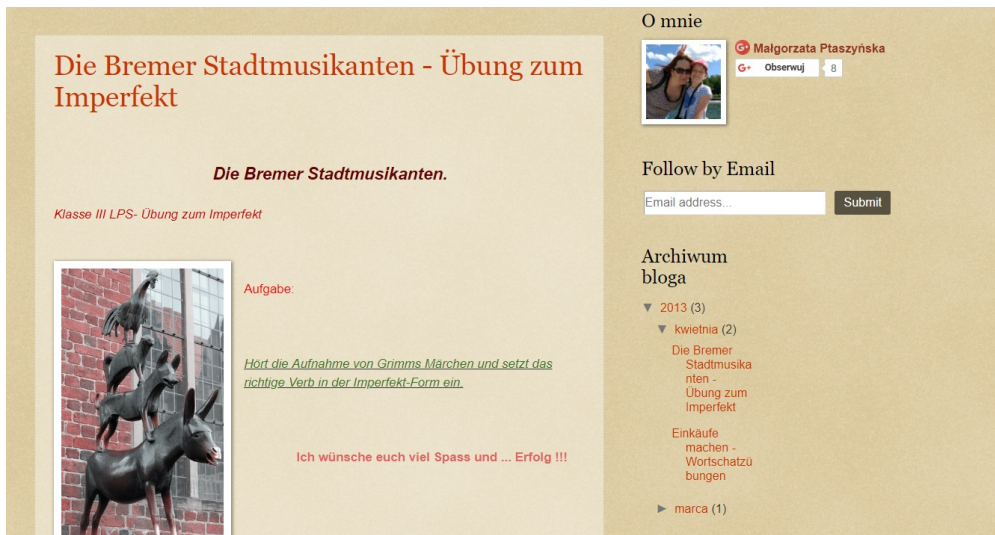 Die Bremer Stadtmusikanten - Übung zum
Imperfekt
Die Bremer Stadtmusikanten.
Klasse III LPS- Übung zum Imperfekt
Aufgabe:
Hört die Aufnahme von Grimms Märchen und setzt das
richtige Verb in der Imperfekt-Form ein.
Ich wünsche euch viel Spass und ... Erfolg !!!
O mnie
G+ Małgorzata Ptaszyńska
G+ Obserwuj 8
Follow by Email
Email address... Submit
Archiwum
bloga
▼ 2013 (3)
▼ kwietnia (2)
Die Bremer
Stadtmusika
nten -
Übung zum
Imperfekt
Einkäufe
machen -
Wortschatzü
bungen
► marca (1)